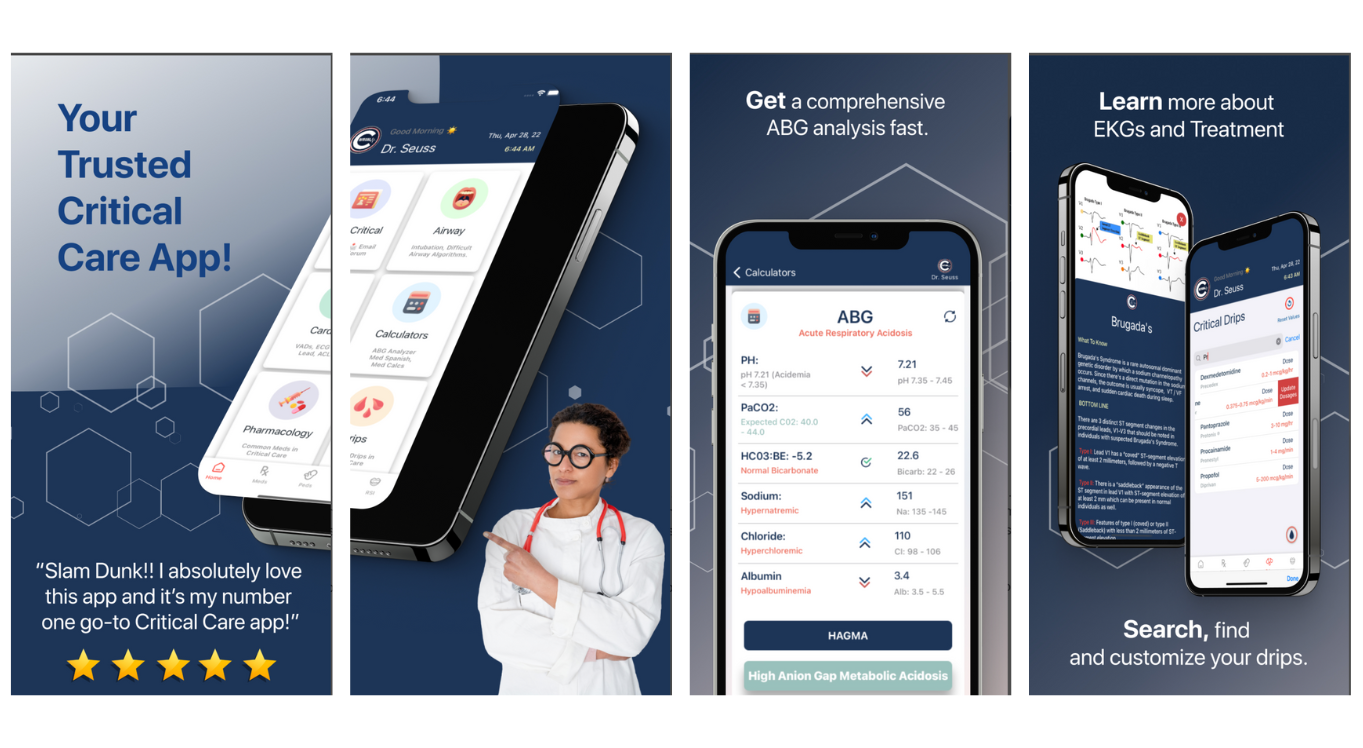 Your
Trusted
Critical
Care App!
Card
VADs, ECG
Lead, ACL
Pharmacology
Common Meds in
Critical Care
Home
Meds
Peds
“Slam Dunk!! I absolutely love
this app and it’s my number
one go-to Critical Care app!”
6:44
Good Morning
Thu, Apr 28, 22
Dr. Seuss
6:44 AM
Critical
Email
orum
Airway
Intubation, Difficult
Airway Algorithms.
Calculators
ABG Analyzer
Med Spanish,
Med Calcs
rips
Drips in
Care
RSI
Get a comprehensive
ABG analysis fast.
Calculators
Dr. Seuss
ABG
Acute Respiratory Acidosis
PH:
pH 7.21 (Acidemia
< 7.35)
7.21
pH 7.35 - 7.45
PaCO2:
Expected C02: 40.0
- 44.0
56
PaCO2: 35 - 45
HC03:BE: -5.2
Normal Bicarbonate
22.6
Bicarb: 22 - 26
Sodium:
Hypernatremic
151
Na: 135 -145
Chloride:
Hyperchloremic
110
Cl: 98 - 106
Albumin
Hypoalbuminemia
3.4
Alb: 3.5 - 5.5
HAGMA
High Anion Gap Metabolic Acidosis
Learn more about
EKGs and Treatment
Brugada Type I
Brugada Type II
Brugada Type
V1
V2
V3
Brugada's
What To Know
Brugada's Syndrome is a rare autosomal dominant
genetic disorder by which a sodium channelopathy
occurs. Since there's a direct mutation in the sodium
channels, the outcome is usually syncope, VT / VF
arrest, and sudden cardiac death during sleep.
BOTTOM LINE
There are 3 distinct ST segment changes in the
precordial leads, V1-V3 that should be noted in
individuals with suspected Brugada's Syndrome.
Type I: Lead V1 has a "coved" ST-segment elevation
of at least 2 millimeters, followed by a negative T
wave.
Type II: There is a "saddleback" appearance of the
ST segment in lead V1 with ST-segment elevation of
at least 2 mm which can be present in normal
individuals as well.
Type III: Features of type I (coved) or type II
(Saddleback) with less than 2 millimeters of ST-
segment elevation
Good Morning
Thu, Apr 28, 22
Dr. Seuss
9:43 AM
Critical Drips
Reset Values
Pr
Cancel
Dexmedetomidine
Precedex
Dose
0.2-.7 mcg/kg/hr
ne
Dose
0.375-0.75 mcg/kg/min
Update
Dosages
Pantoprazole
Protonix
Dose
Procainamide
Pronestyl
Dose
1-4 mg/min
Propofol
Diprivan
Dose
5-200 mcg/kg/min
Done
Search, find
and customize your drips.